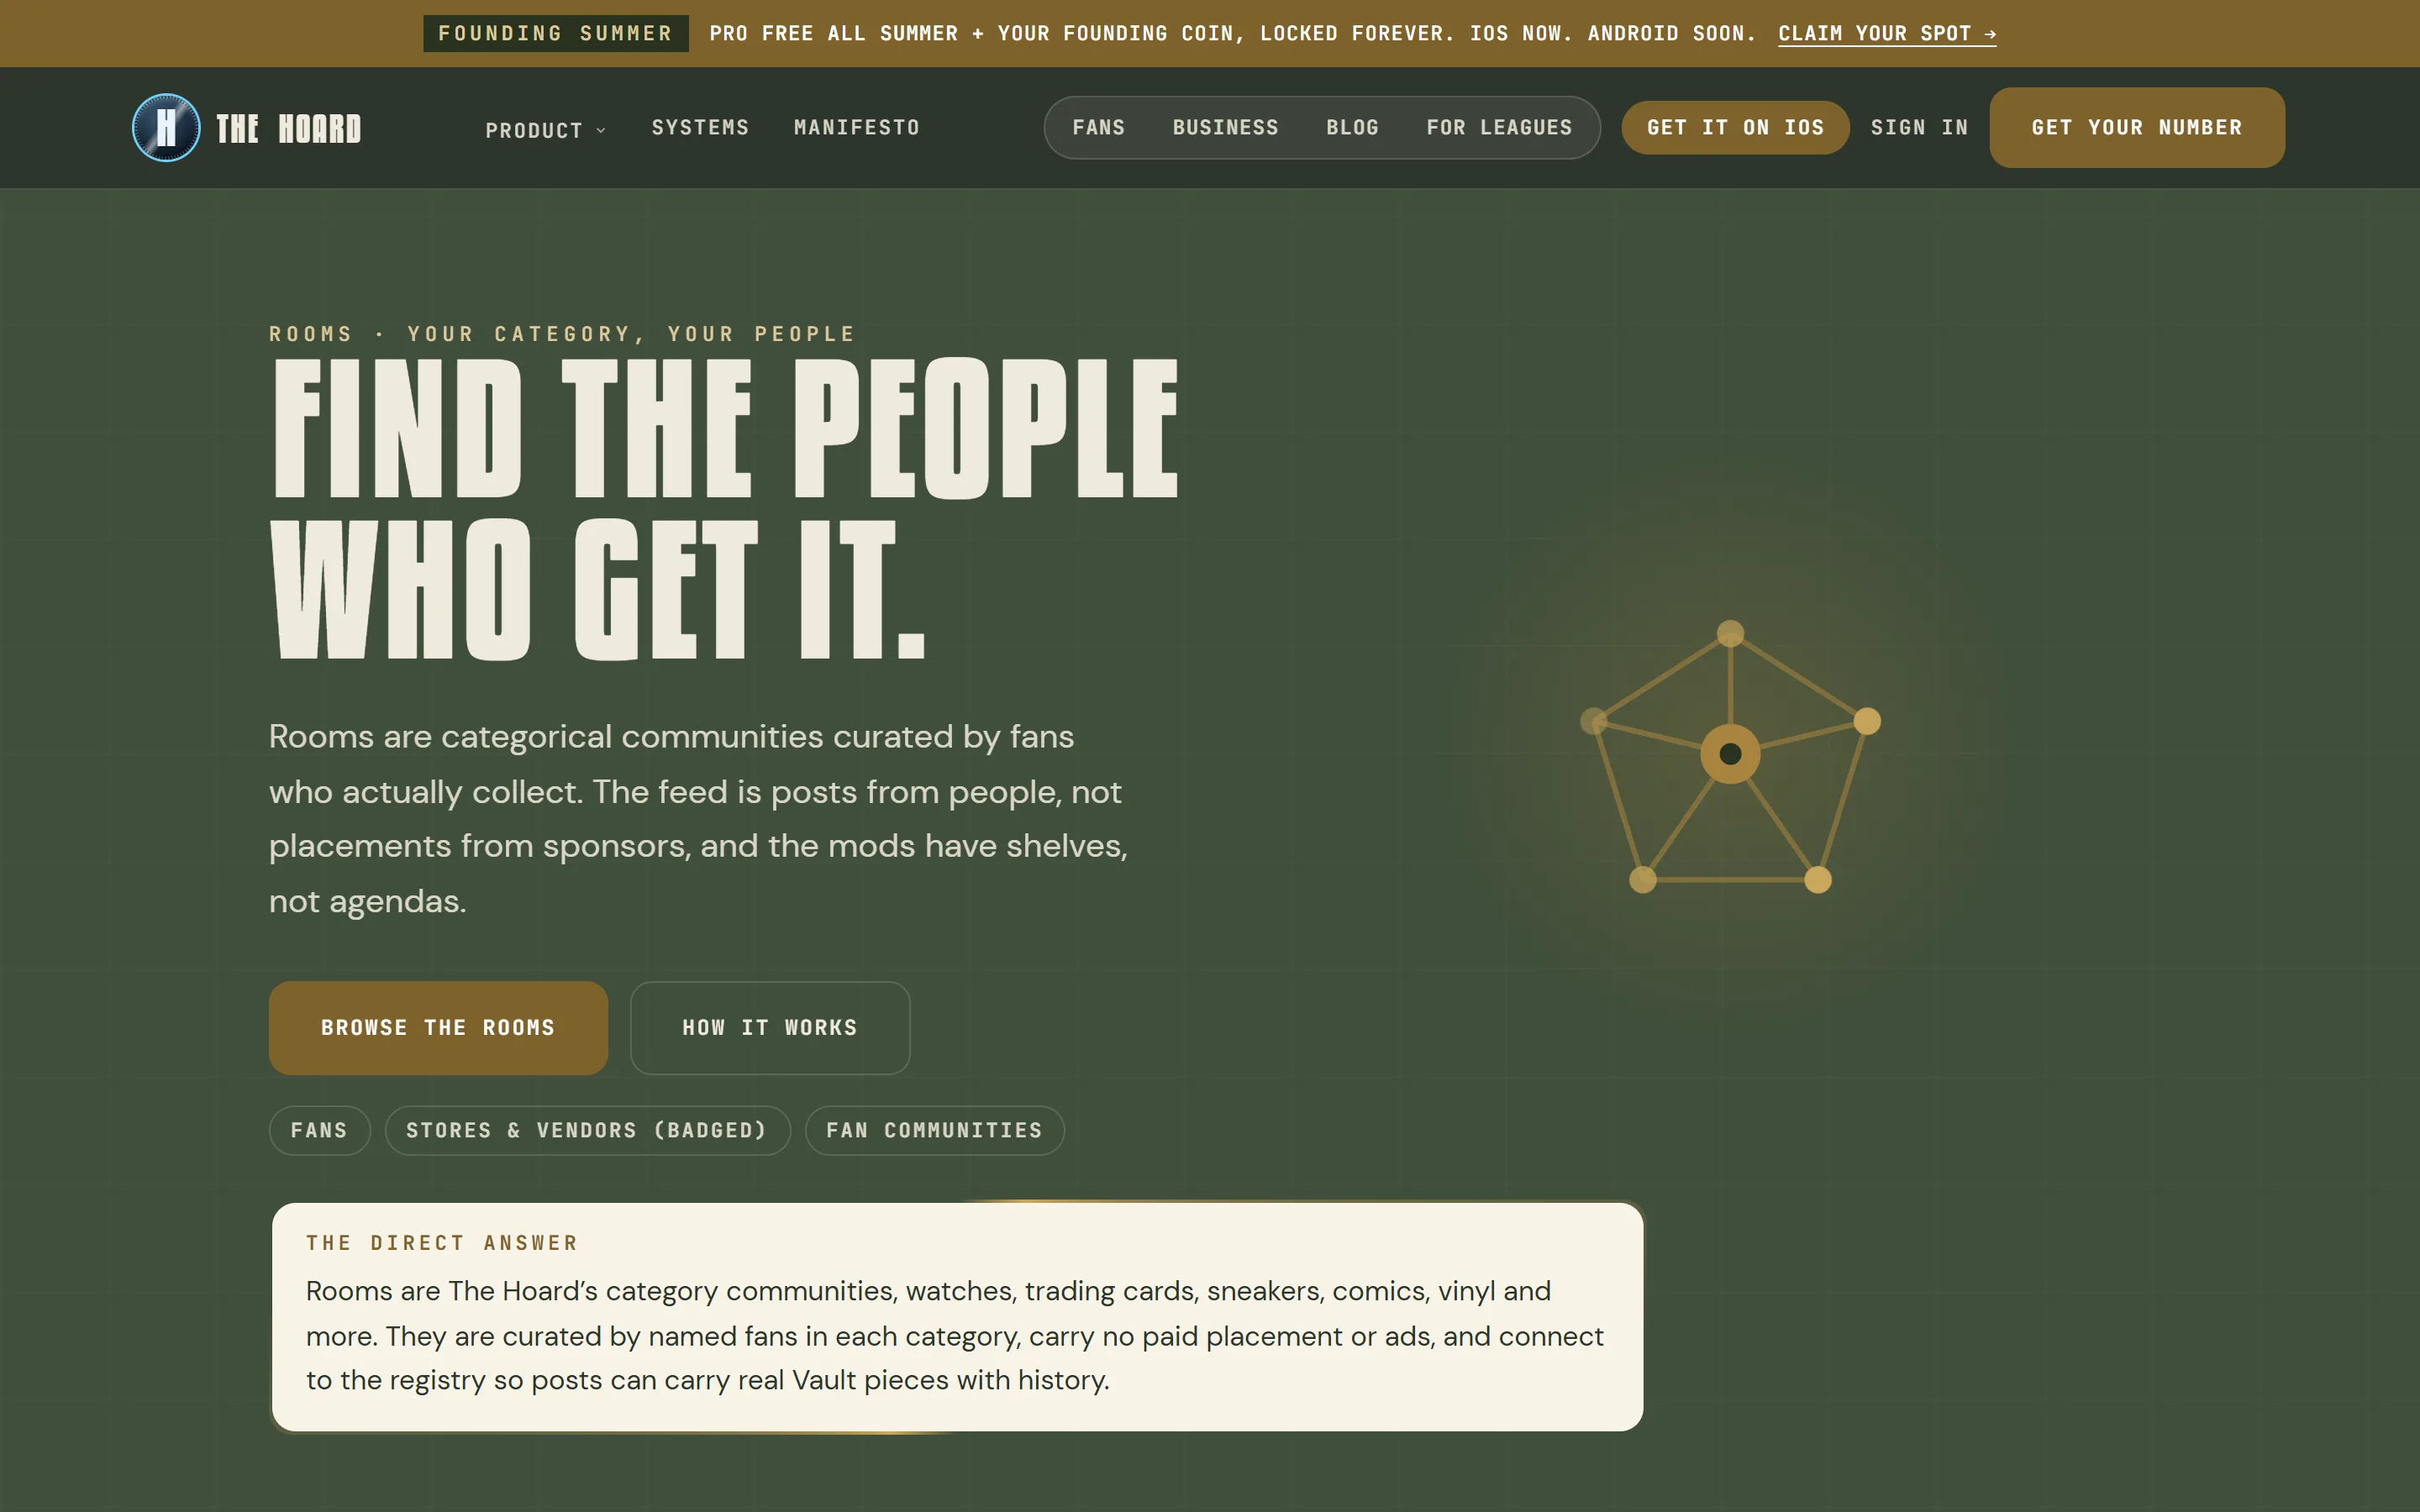 FOUNDING SUMMER PRO FREE ALL SUMMER + YOUR FOUNDING COIN, LOCKED FOREVER. IOS NOW. ANDROID SOON. CLAIM YOUR SPOT →
H THE HOARD PRODUCT SYSTEMS MANIFESTO FANS BUSINESS BLOG FOR LEAGUES GET IT ON IOS SIGN IN GET YOUR NUMBER
ROOMS · YOUR CATEGORY, YOUR PEOPLE
FIND THE PEOPLE
WHO GET IT.
Rooms are categorical communities curated by fans
who actually collect. The feed is posts from people, not
placements from sponsors, and the mods have shelves,
not agendas.
BROWSE THE ROOMS HOW IT WORKS
FANS STORES & VENDORS (BADGED) FAN COMMUNITIES
THE DIRECT ANSWER
Rooms are The Hoard’s category communities, watches, trading cards, sneakers, comics, vinyl and
more. They are curated by named fans in each category, carry no paid placement or ads, and connect
to the registry so posts can carry real Vault pieces with history.